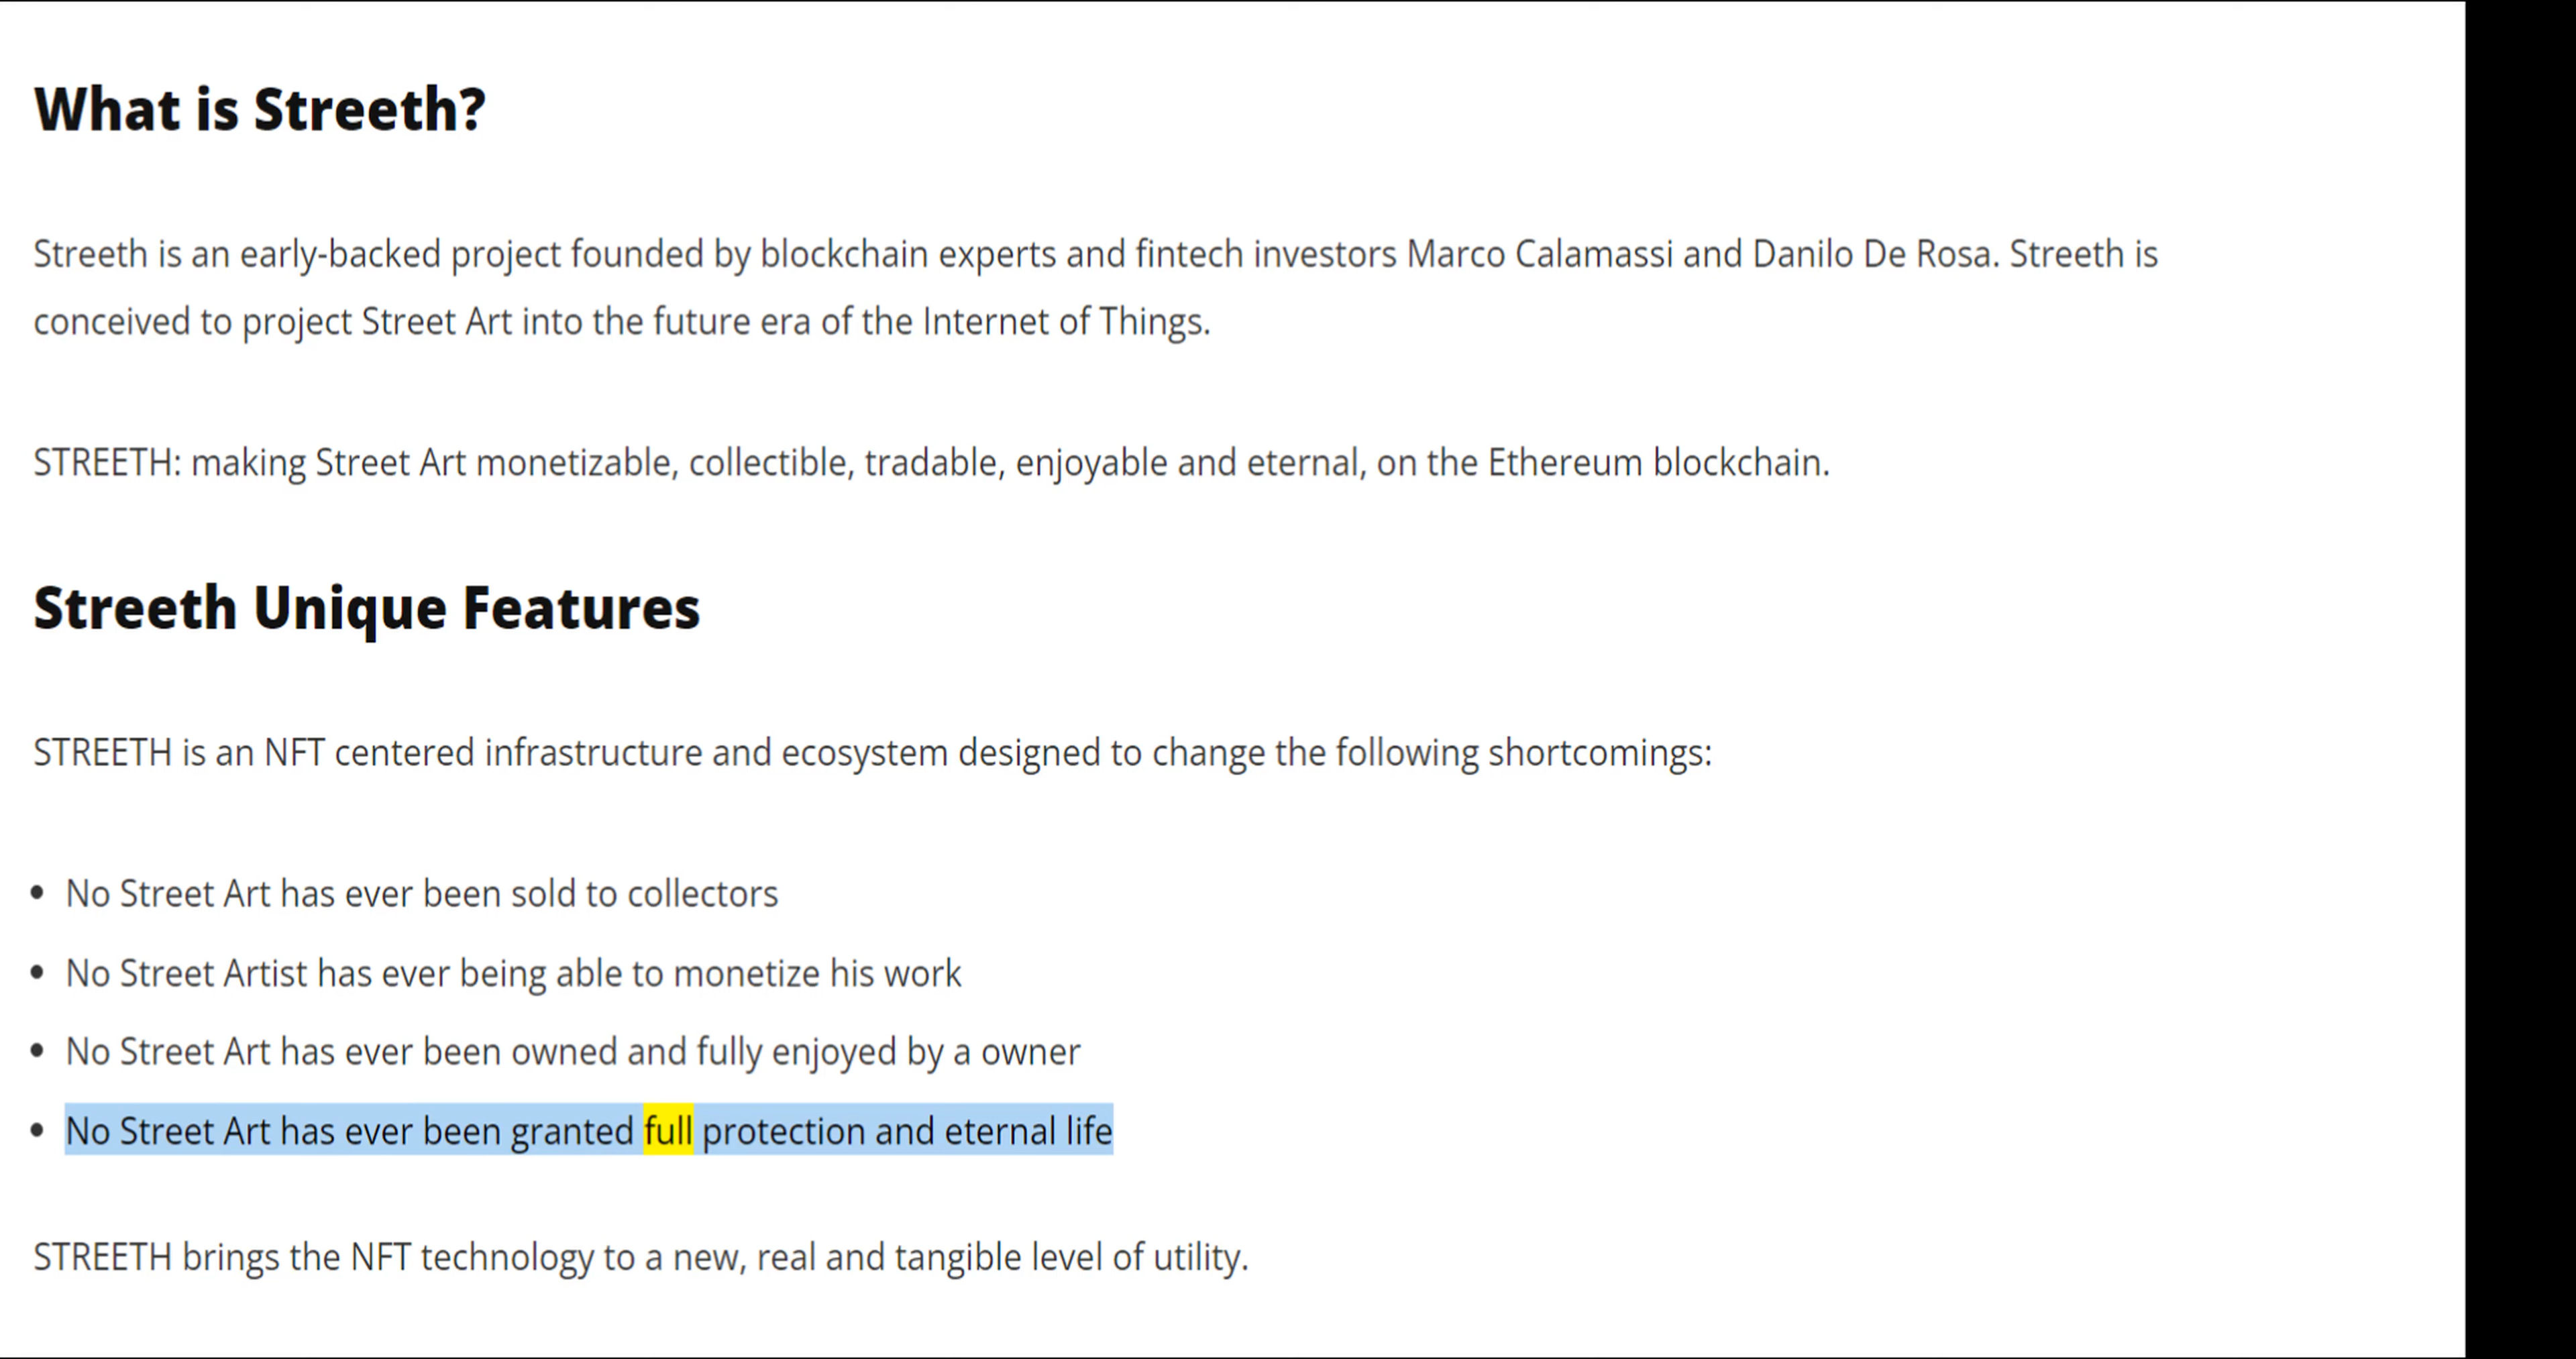 What is Streeth?
Streeth is an early-backed project founded by blockchain experts and fintech investors Marco Calamassi and Danilo De Rosa. Streeth is
conceived to project Street Art into the future era of the Internet of Things.
STREETH: making Street Art monetizable, collectible, tradable, enjoyable and eternal, on the Ethereum blockchain.
Streeth Unique Features
STREETH is an NFT centered infrastructure and ecosystem designed to change the following shortcomings:
• No Street Art has ever been sold to collectors
• No Street Artist has ever being able to monetize his work
• No Street Art has ever been owned and fully enjoyed by a owner
• No Street Art has ever been granted full protection and eternal life
STREETH brings the NFT technology to a new, real and tangible level of utility.